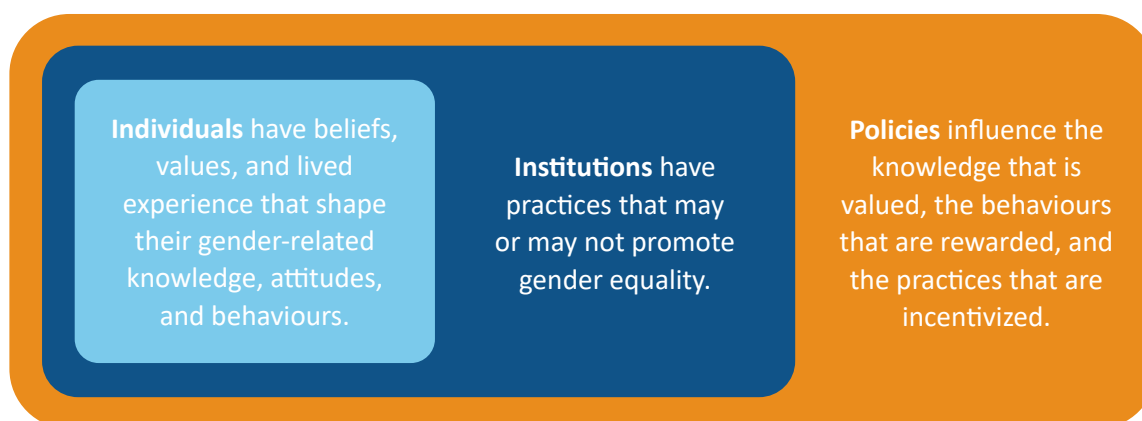 Individuals have beliefs,
values, and lived
experience that shape
their gender-related
knowledge, attitudes,
and behaviours.
Institutions have
practices that may
or may not promote
gender equality.
Policies influence the
knowledge that is
valued, the behaviours
that are rewarded, and
the practices that are
incentivized.